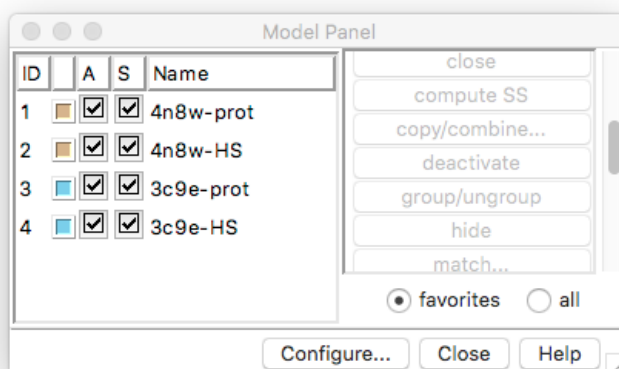 Model Panel
ID A S Name
1 4n8w-prot
2 4n8w-HS
3 3c9e-prot
4 3c9e-HS
close
compute SS
copy/combine...
deactivate
group/ungroup
hide
match...
favorites all
Configure... Close Help